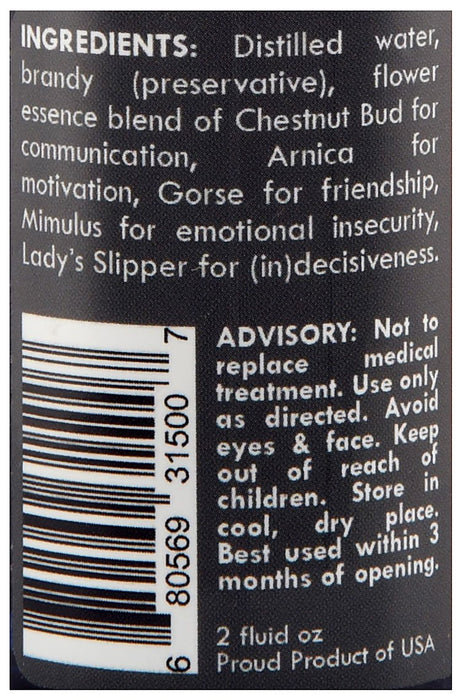 INGREDIENTS: Distilled water,
brandy (preservative), flower
essence blend of Chestnut Bud for
communication, Arnica for
motivation, Gorse for friendship,
Mimulus for emotional insecurity,
Lady's Slipper for (in)decisiveness.
6 80569 31500 7
ADVISORY: Not to
replace medical
treatment. Use only
as directed. Avoid
eyes & face. Keep
out of reach of
children. Store in
cool, dry place.
Best used within 3
months of opening.
2 fluid oz
Proud Product of USA